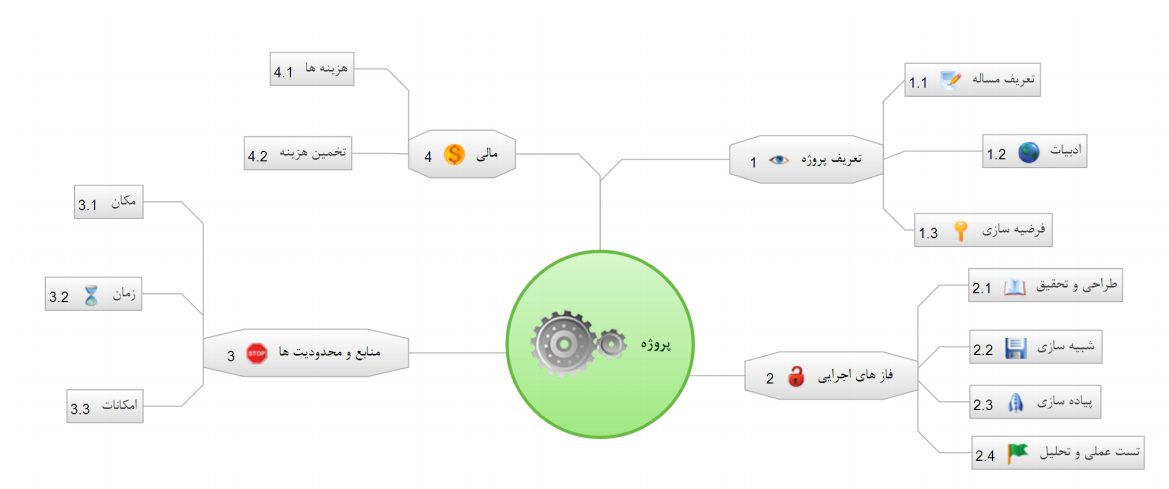 پروژه
تعریف پروژه 1
تعریف مساله 1.1
ادبیات 1.2
فرضیه سازی 1.3
فاز های اجرایی 2
طراحی و تحقیق 2.1
شبیه سازی 2.2
پیاده سازی 2.3
تست عملی و تحلیل 2.4
منابع و محدودیت ها 3
STOP
مکان 3.1
زمان 3.2
امکانات 3.3
مالی 4
$
هزینه ها 4.1
تخمین هزینه 4.2